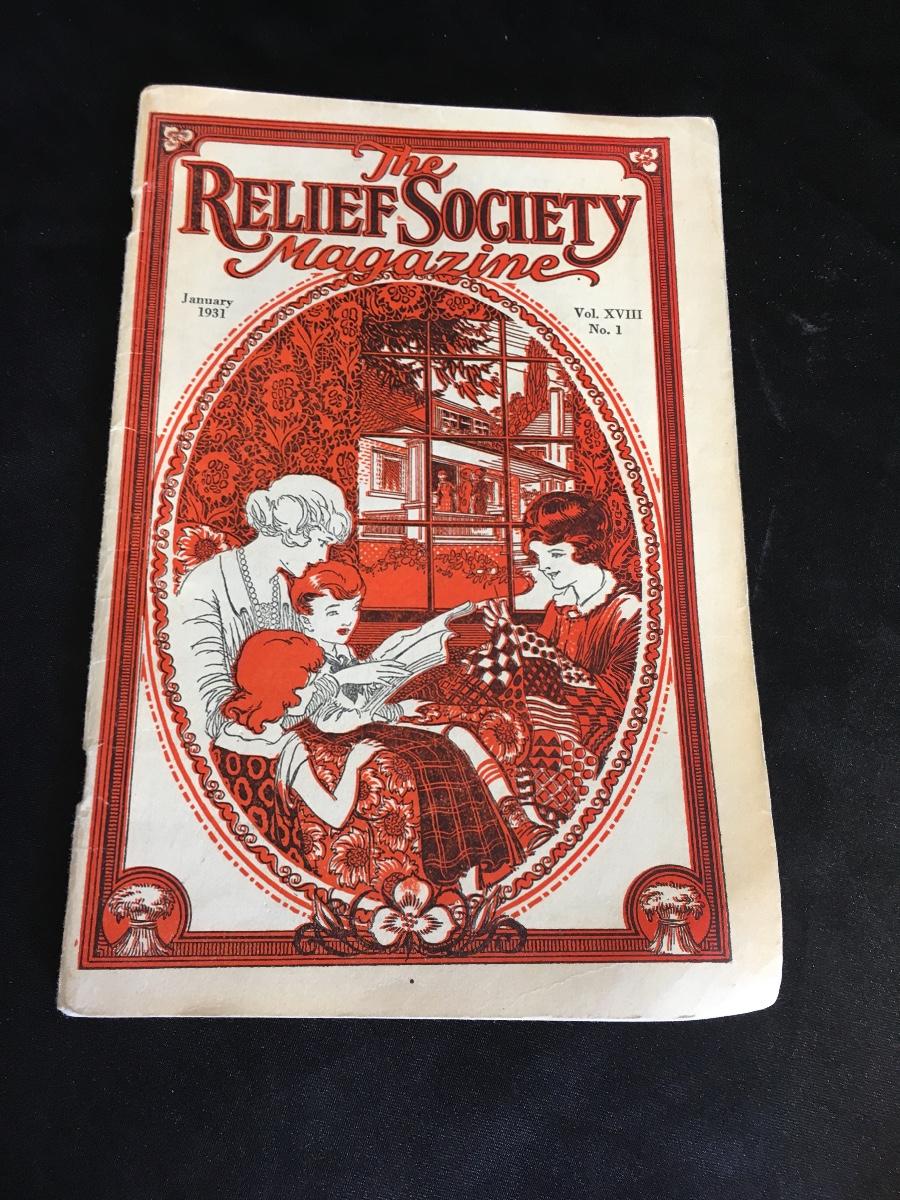 The
RELIEF SOCIETY
Magazine
January
1931
Vol. XVIII
No. 1